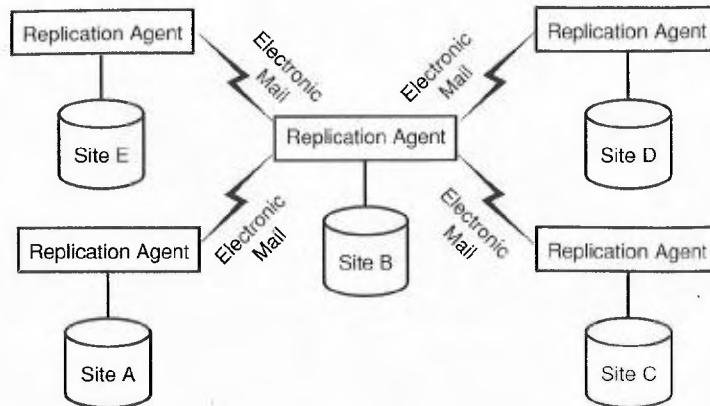 Replication Agent
Electronic
Mail
Electronic
Mail
Replication Agent
Site E
Replication Agent
Site D
Replication Agent
Electronic
Mail
Site B
Electronic
Mail
Replication Agent
Site A
Site C